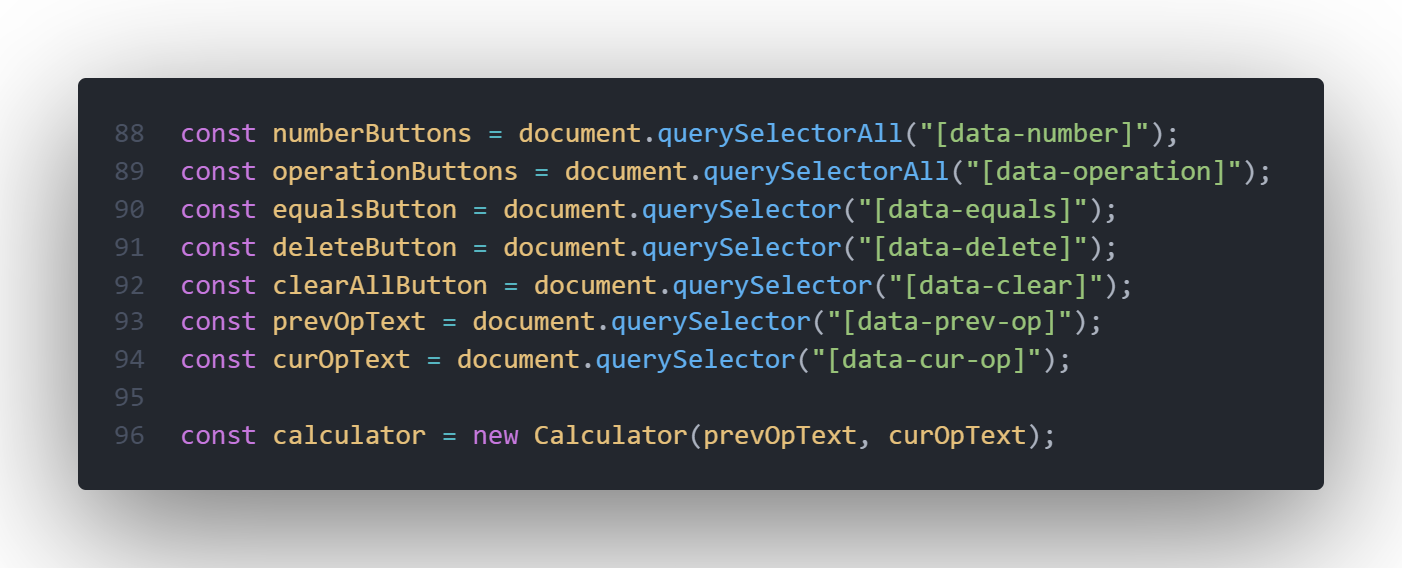 88 const numberButtons = document.querySelectorAll("[data-number]");
89 const operationButtons = document.querySelectorAll("[data-operation]");
90 const equalsButton = document.querySelector("[data-equals]");
91 const deleteButton = document.querySelector("[data-delete]");
92 const clearAllButton = document.querySelector("[data-clear]");
93 const prevOpText = document.querySelector("[data-prev-op]");
94 const curOpText = document.querySelector("[data-cur-op]");
95
96 const calculator = new Calculator(prevOpText, curOpText);